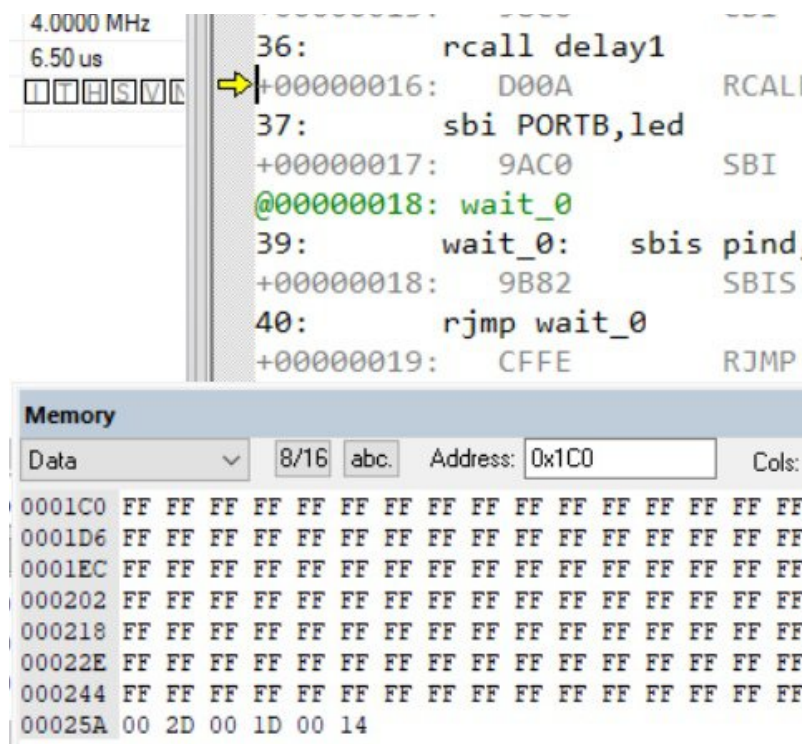 4.0000 MHz
6.50 us
I T H S V N
36: rcall delay1
+00000016: D00A RCALL
37: sbi PORTB,led
+00000017: 9AC0 SBI
@00000018: wait_0
39: wait_0: sbis pind,
+00000018: 9B82 SBIS
40: rjmp wait_0
+00000019: CFFE RJMP
Memory
Data 8/16 abc. Address: 0x1C0 Cols:
0001C0 FF FF FF FF FF FF FF FF FF FF FF FF FF FF FF FF
0001D6 FF FF FF FF FF FF FF FF FF FF FF FF FF FF FF FF
0001EC FF FF FF FF FF FF FF FF FF FF FF FF FF FF FF FF
000202 FF FF FF FF FF FF FF FF FF FF FF FF FF FF FF FF
000218 FF FF FF FF FF FF FF FF FF FF FF FF FF FF FF FF
00022E FF FF FF FF FF FF FF FF FF FF FF FF FF FF FF FF
000244 FF FF FF FF FF FF FF FF FF FF FF FF FF FF FF FF
00025A 00 2D 00 1D 00 14